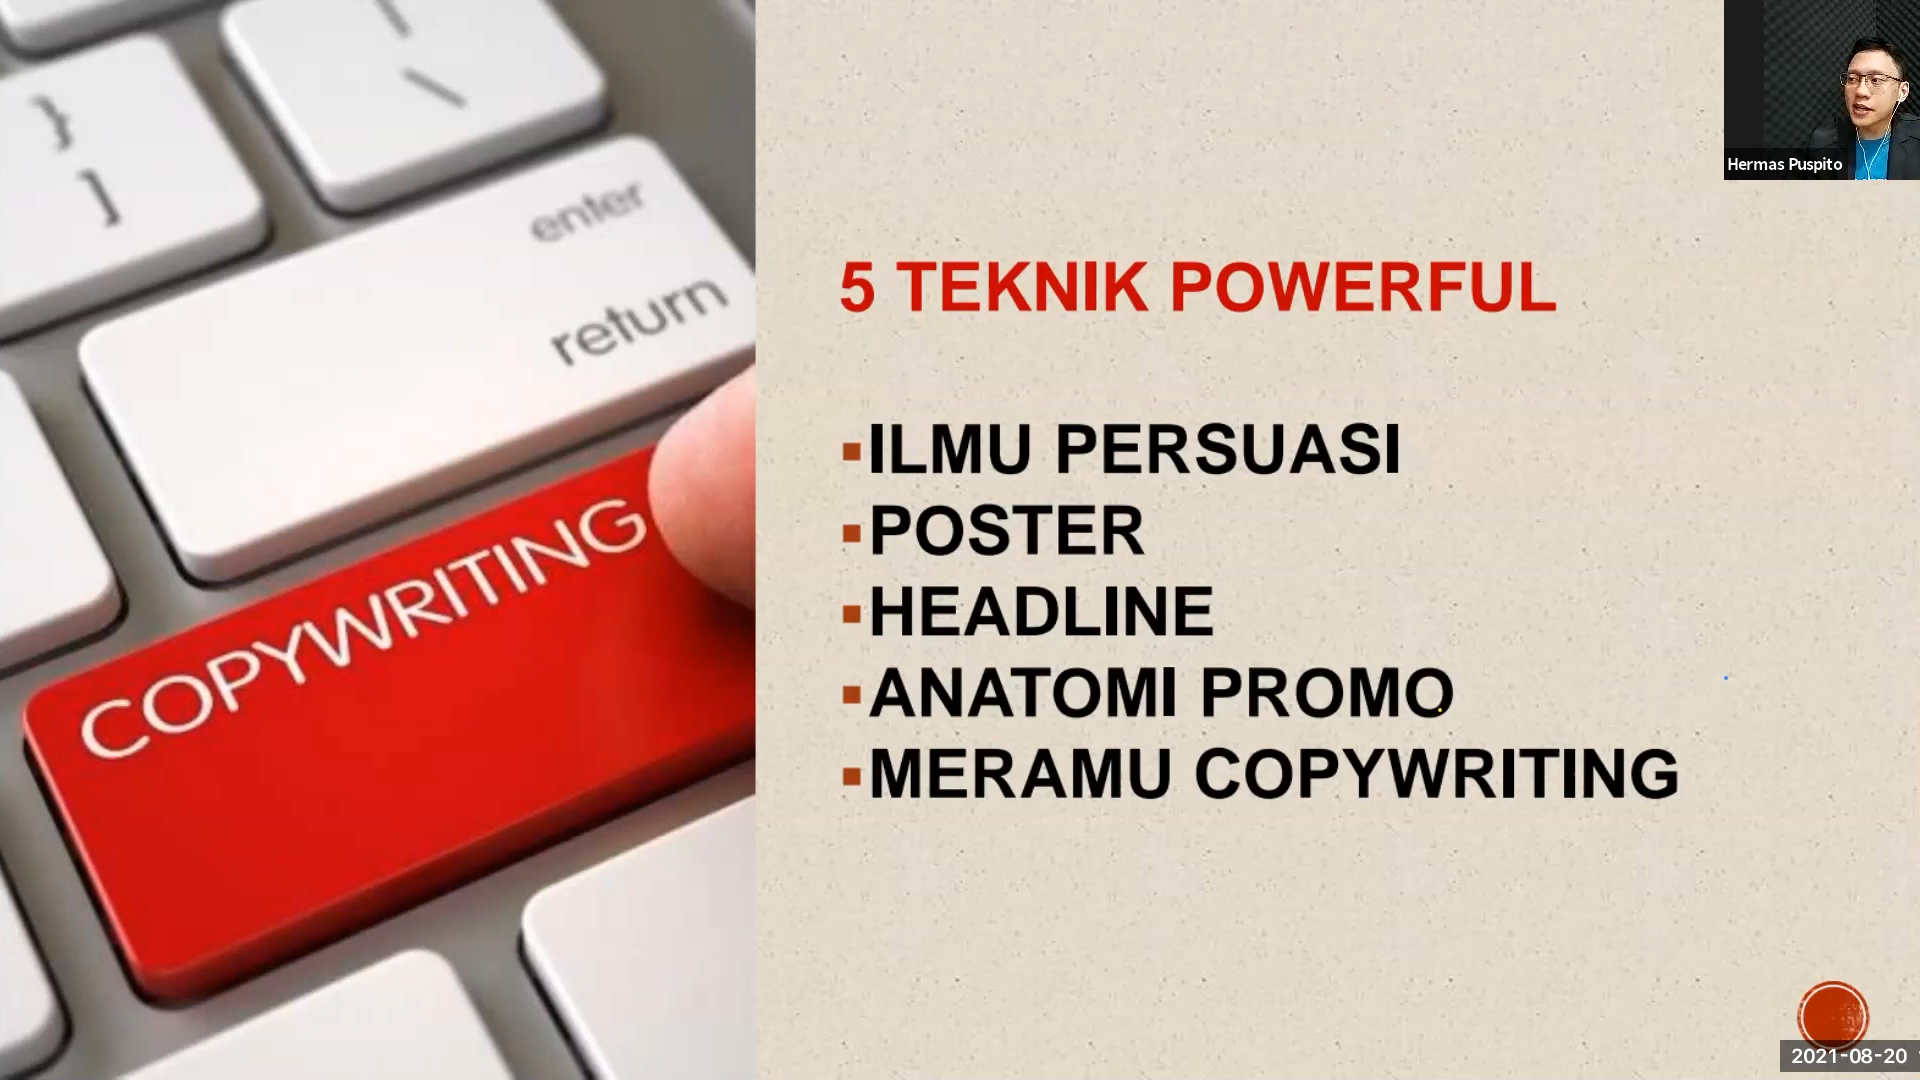 }
]
|
\
enter
return
COPYWRITING
Hermas Puspito
5 TEKNIK POWERFUL
▪ILMU PERSUASI
▪POSTER
▪HEADLINE
▪ANATOMI PROMO
▪MERAMU COPYWRITING
2021-08-20